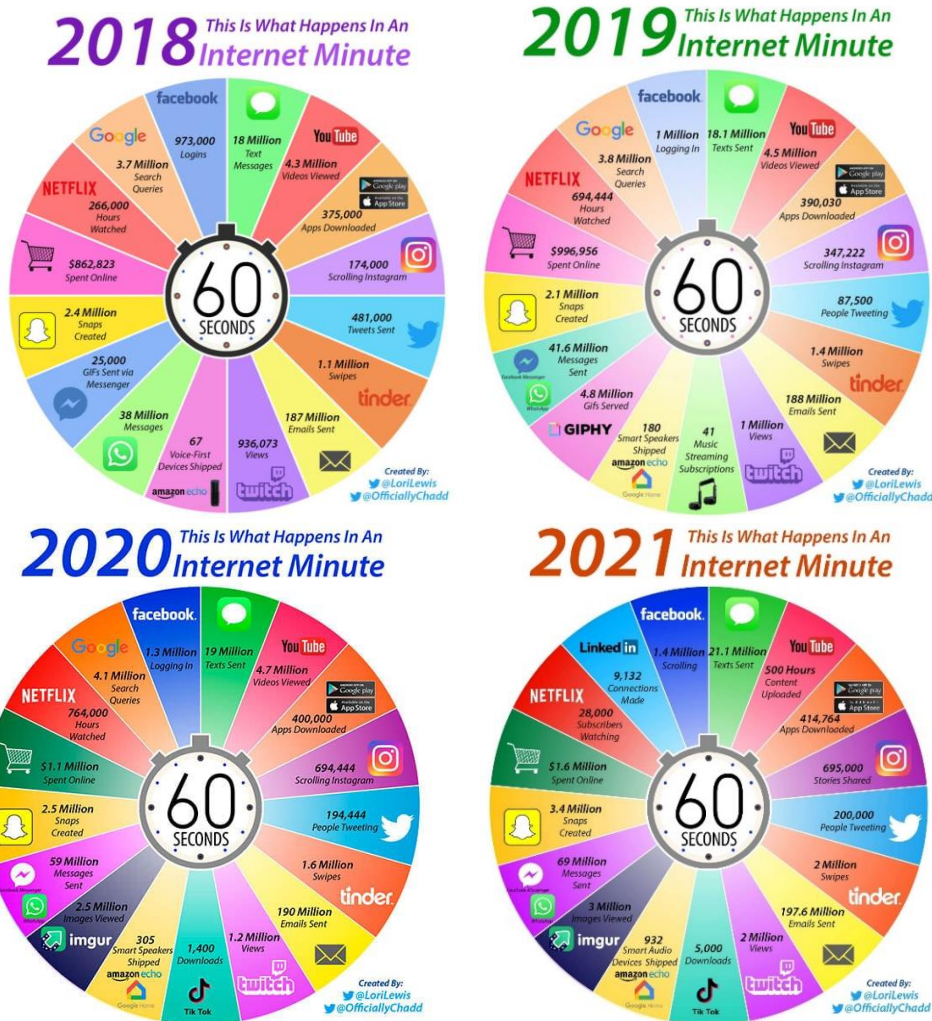 2018 This Is What Happens In An
Internet Minute
facebook
973,000
Logins
18 Million
Text
Messages
YouTube
4.3 Million
Videos Viewed
Google play
App Store
375,000
Apps Downloaded
174,000
Scrolling Instagram
481,000
Tweets Sent
1.1 Million
Swipes
tinder
187 Million
Emails Sent
936,073
Views
twitch
67
Voice-First
Devices Shipped
amazon echo
38 Million
Messages
25,000
GIFs Sent via
Messenger
2.4 Million
Snaps
Created
$862,823
Spent Online
NETFLIX
266,000
Hours
Watched
Google
3.7 Million
Search
Queries
60
SECONDS
Created By:
@LoriLewis
@OfficiallyChadd
2019 This Is What Happens In An
Internet Minute
facebook
1 Million
Logging In
18.1 Million
Texts Sent
YouTube
4.5 Million
Videos Viewed
Google play
App Store
390,030
Apps Downloaded
347,222
Scrolling Instagram
87,500
People Tweeting
1.4 Million
Swipes
tinder
188 Million
Emails Sent
1 Million
Views
twitch
41
Music
Streaming
Subscriptions
180
Smart Speakers
Shipped
amazon echo
Google Home
4.8 Million
Gifs Served
GIPHY
41.6 Million
Messages
Sent
Facebook Messenger
WhatsApp
2.1 Million
Snaps
Created
$996,956
Spent Online
NETFLIX
694,444
Hours
Watched
Google
3.8 Million
Search
Queries
60
SECONDS
Created By:
@LoriLewis
@OfficiallyChadd
2020 This Is What Happens In An
Internet Minute
facebook
1.3 Million
Logging In
19 Million
Texts Sent
YouTube
4.7 Million
Videos Viewed
Google play
App Store
400,000
Apps Downloaded
694,444
Scrolling Instagram
194,444
People Tweeting
1.6 Million
Swipes
tinder
190 Million
Emails Sent
1.2 Million
Views
twitch
1,400
Downloads
Tik Tok
305
Smart Speakers
Shipped
amazon echo
Google Home
2.5 Million
Images Viewed
imgur
59 Million
Messages
Sent
Facebook Messenger
WhatsApp
2.5 Million
Snaps
Created
$1.1 Million
Spent Online
NETFLIX
764,000
Hours
Watched
Google
4.1 Million
Search
Queries
60
SECONDS
Created By:
@LoriLewis
@OfficiallyChadd
2021 This Is What Happens In An
Internet Minute
facebook
1.4 Million
Scrolling
21.1 Million
Texts Sent
YouTube
500 Hours
Content
Uploaded
Google play
App Store
414,764
Apps Downloaded
695,000
Stories Shared
200,000
People Tweeting
2 Million
Swipes
tinder
197.6 Million
Emails Sent
2 Million
Views
twitch
5,000
Downloads
Tik Tok
932
Smart Audio
Devices Shipped
amazon echo
Google Home
3 Million
Images Viewed
imgur
69 Million
Messages
Sent
Facebook Messenger
WhatsApp
3.4 Million
Snaps
Created
$1.6 Million
Spent Online
NETFLIX
28,000
Subscribers
Watching
Linked in
9,132
Connections
Made
60
SECONDS
Created By:
@LoriLewis
@OfficiallyChadd